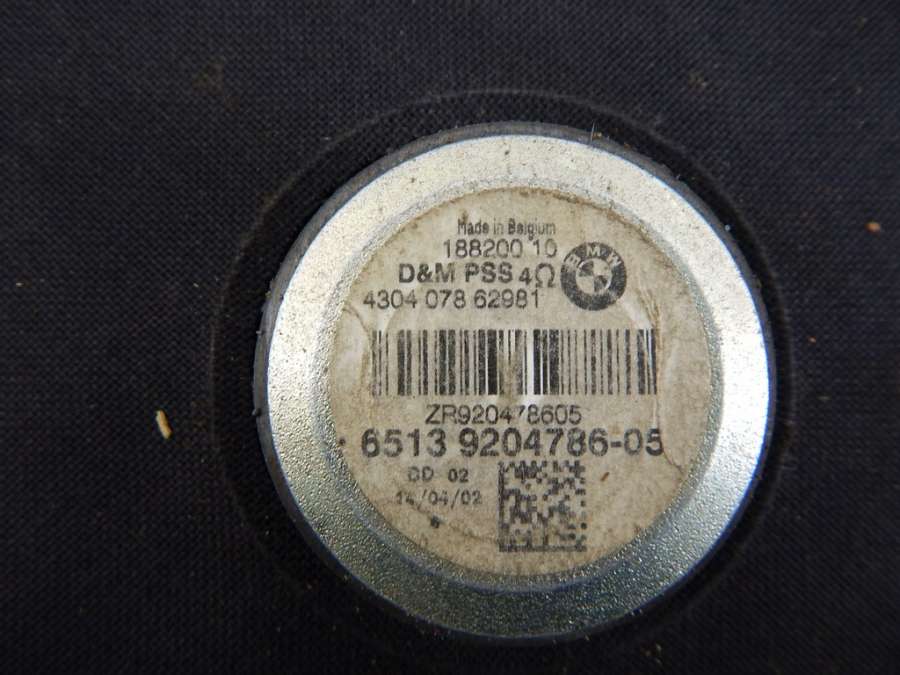 Made in Belgium
188200 10
D&M PSS 4Ω
BMW
4304 078 62981
ZR920478605
6513 9204786-05
CD 02
14/04/02